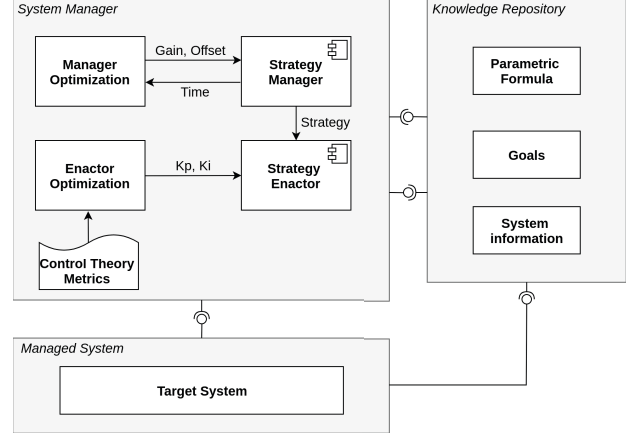 System Manager
Knowledge Repository
Manager
Optimization
Gain, Offset
Time
Strategy
Manager
Strategy
Enactor
Optimization
Kp, Ki
Strategy
Enactor
Control Theory
Metrics
Parametric
Formula
Goals
System
information
Managed System
Target System